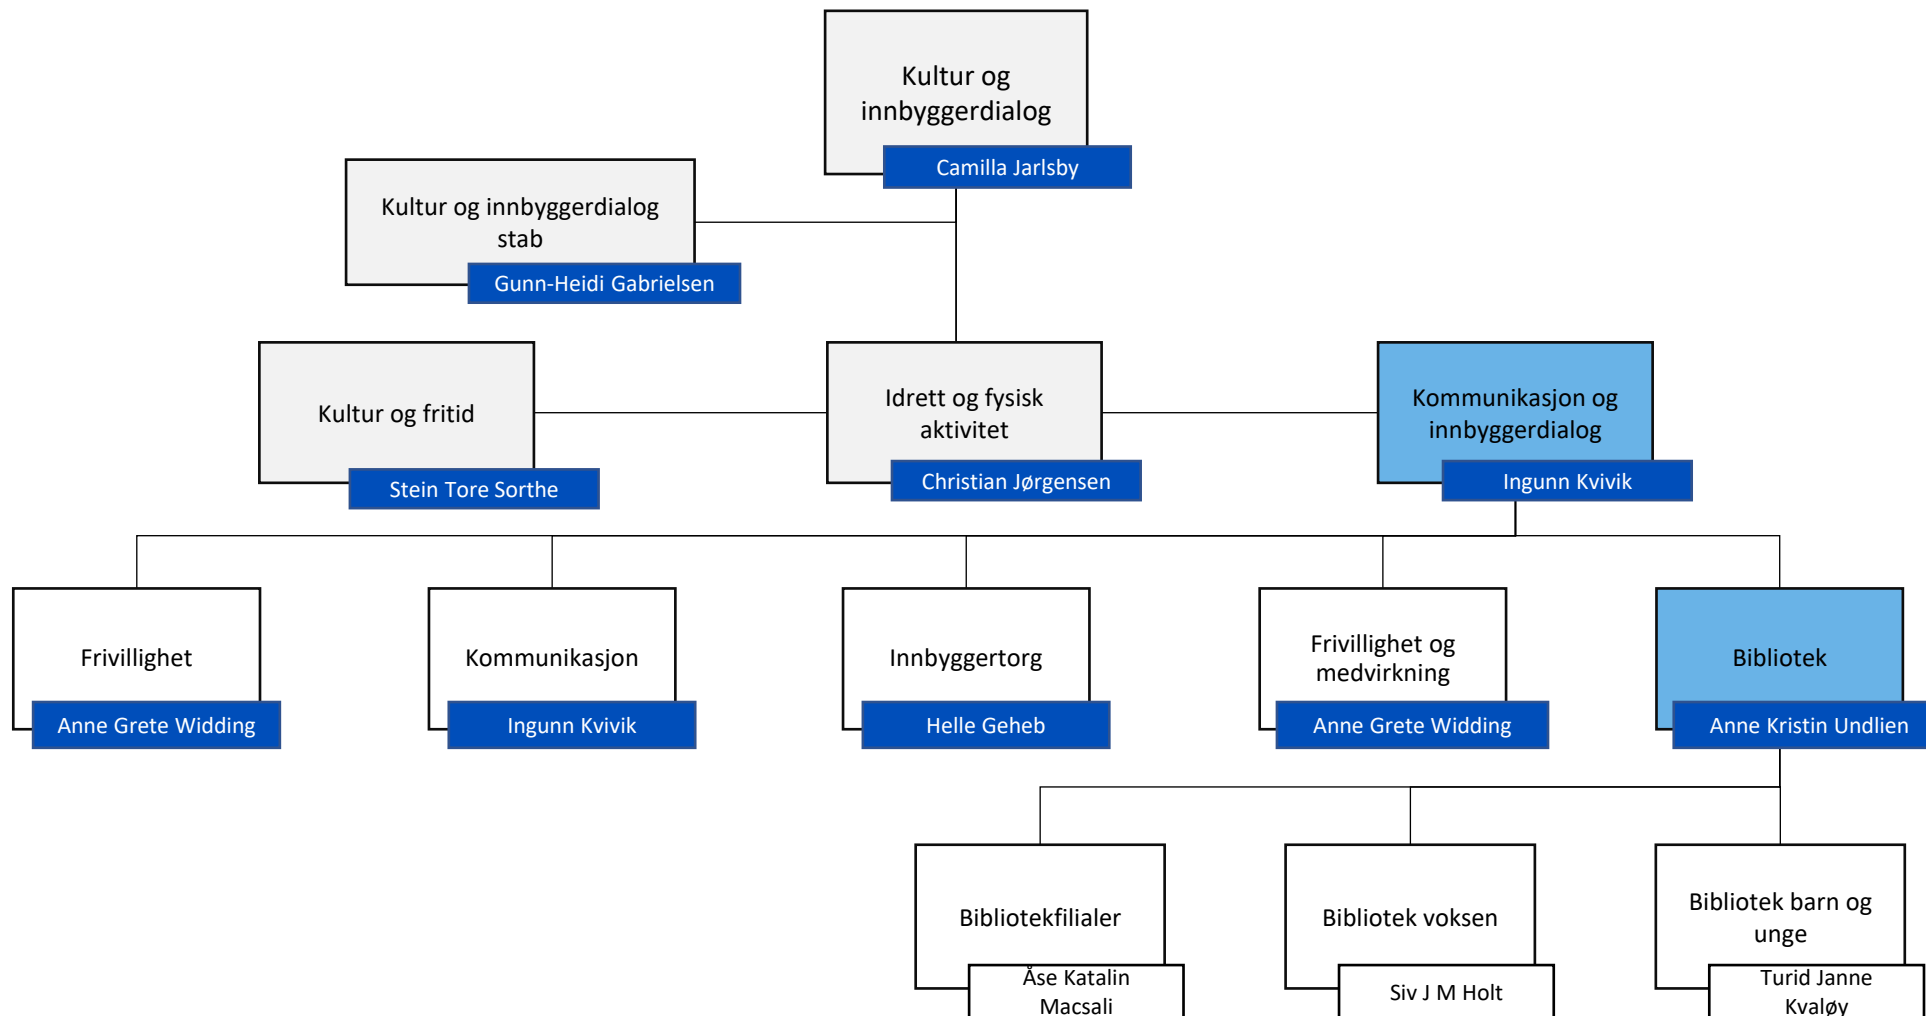 Kultur og
innbyggerdialog
Camilla Jarlsby
Kultur og innbyggerdialog
stab
Gunn-Heidi Gabrielsen
Kultur og fritid
Stein Tore Sorthe
Idrett og fysisk
aktivitet
Christian Jørgensen
Kommunikasjon og
innbyggerdialog
Ingunn Kvivik
Frivillighet
Anne Grete Widding
Kommunikasjon
Ingunn Kvivik
Innbyggertorg
Helle Geheb
Frivillighet og
medvirkning
Anne Grete Widding
Bibliotek
Anne Kristin Undlien
Bibliotekfilialer
Åse Katalin
Macsali
Bibliotek voksen
Siv J M Holt
Bibliotek barn og
unge
Turid Janne
Kvaløy